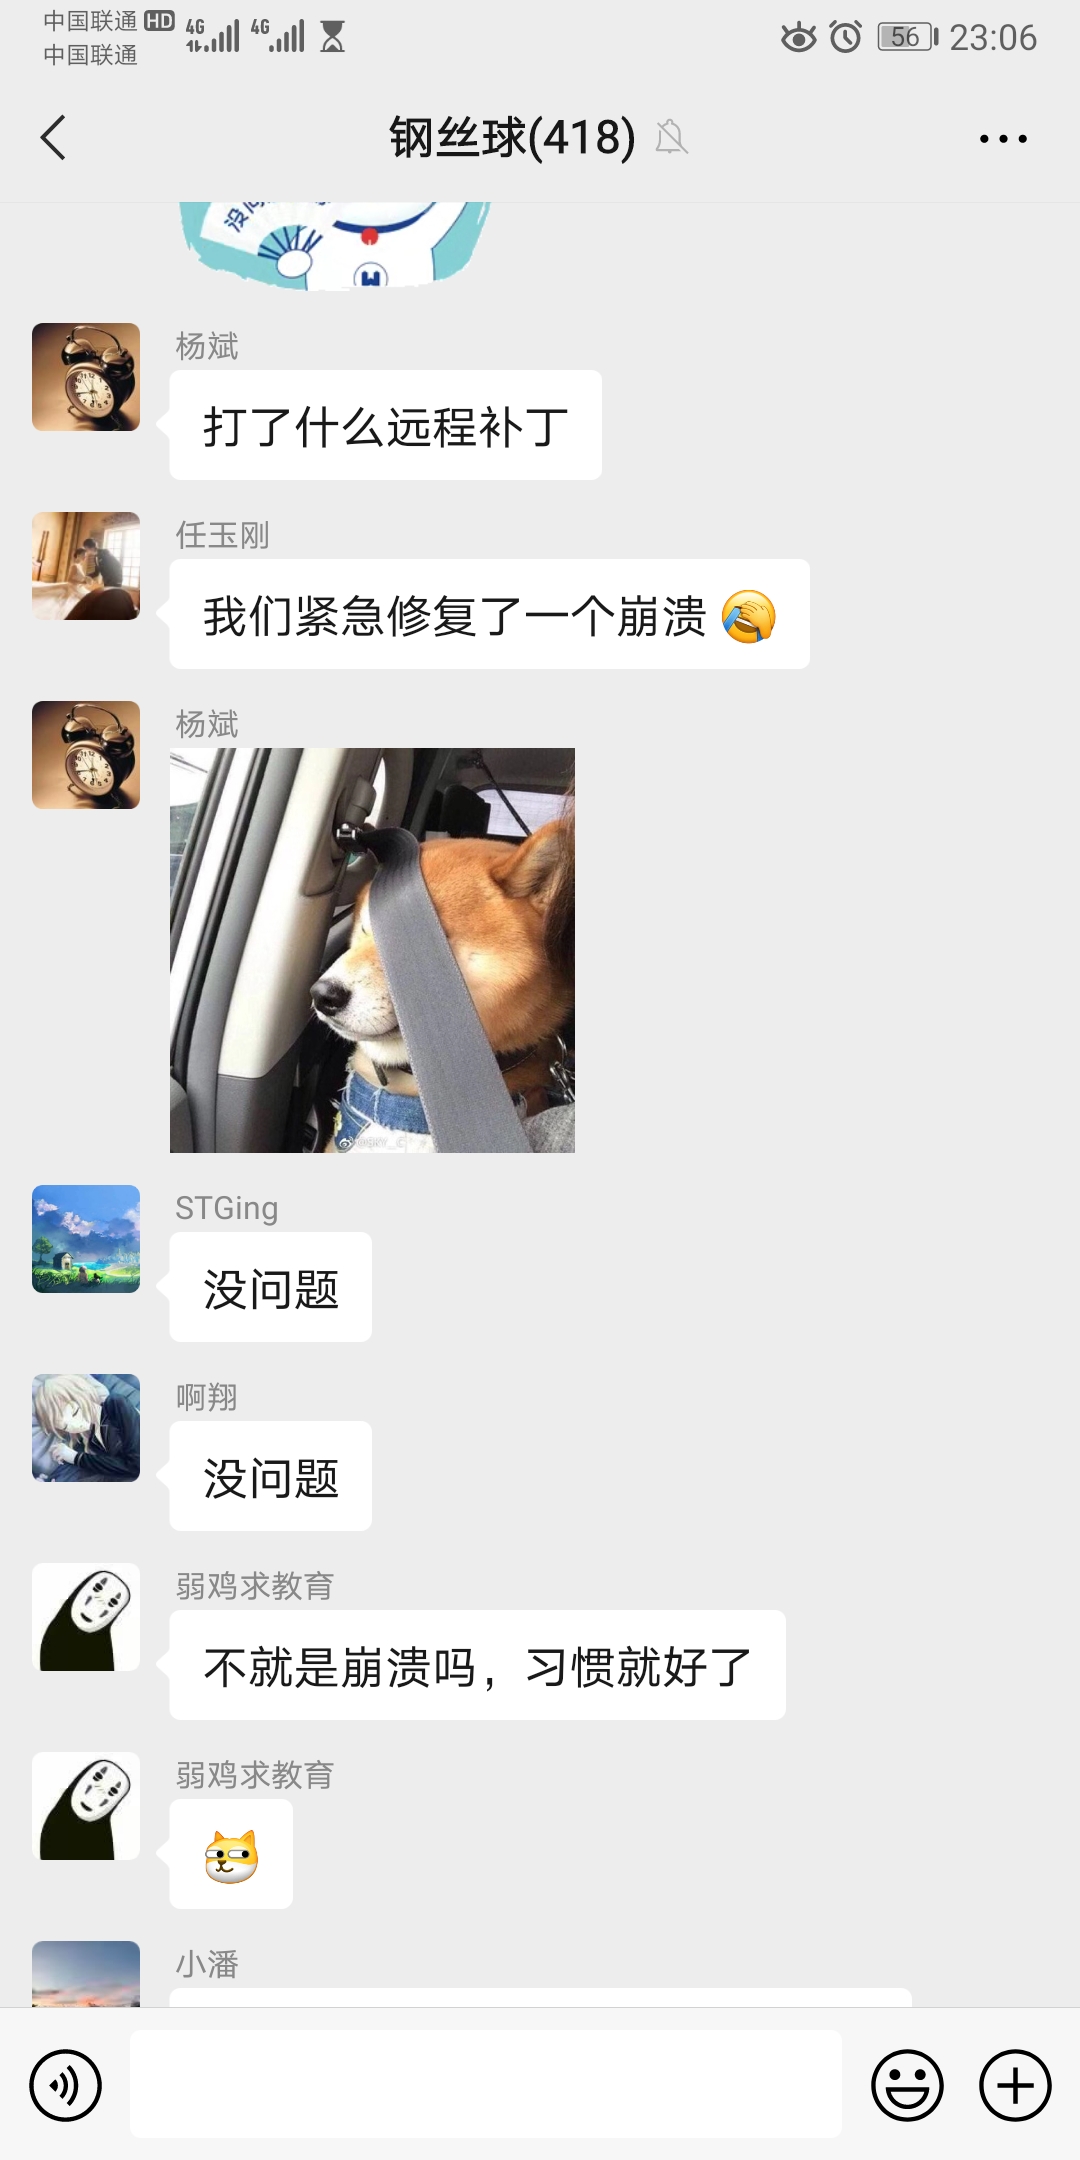 中国联通 HD 4G 4G 56 23:06
中国联通
钢丝球(418)
没问
杨斌
打了什么远程补丁
任玉刚
我们紧急修复了一个崩溃
杨斌
STGing
没问题
啊翔
没问题
弱鸡求教育
不就是崩溃吗，习惯就好了
弱鸡求教育
小潘